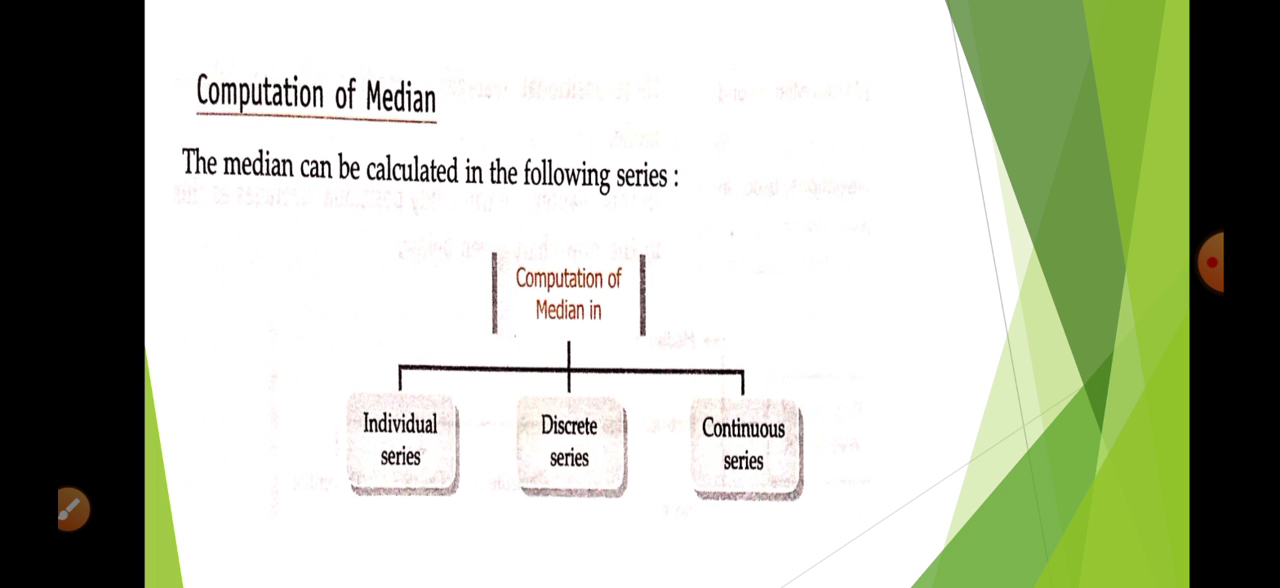 Computation of Median
The median can be calculated in the following series :
Computation of
Median in
Individual
series
Discrete
series
Continuous
series